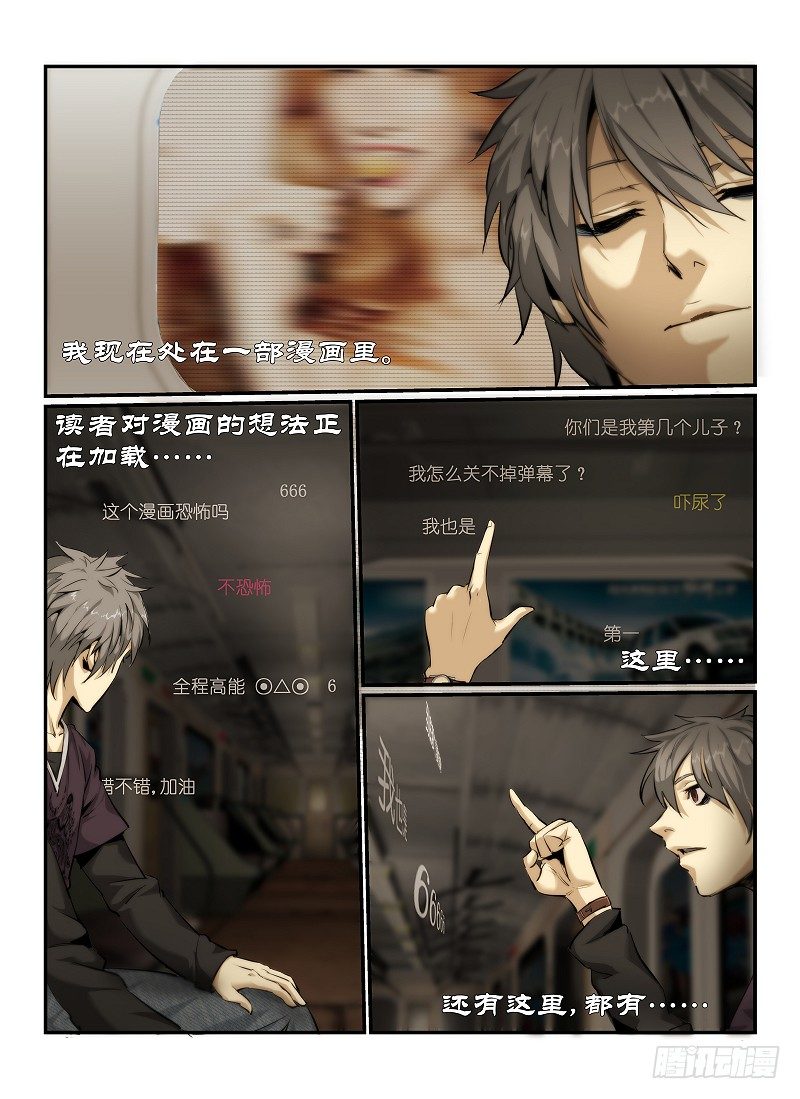 我现在处在一部漫画里。
读者对漫画的想法正
在加载……
666
这个漫画恐怖吗
不恐怖
全程高能 ⊙△⊙ 6
不错,加油
你们是我第几个儿子？
我怎么关不掉弹幕了？
吓尿了
我也是
第一
这里……
我也
6666
还有这里,都有……
腾讯动漫